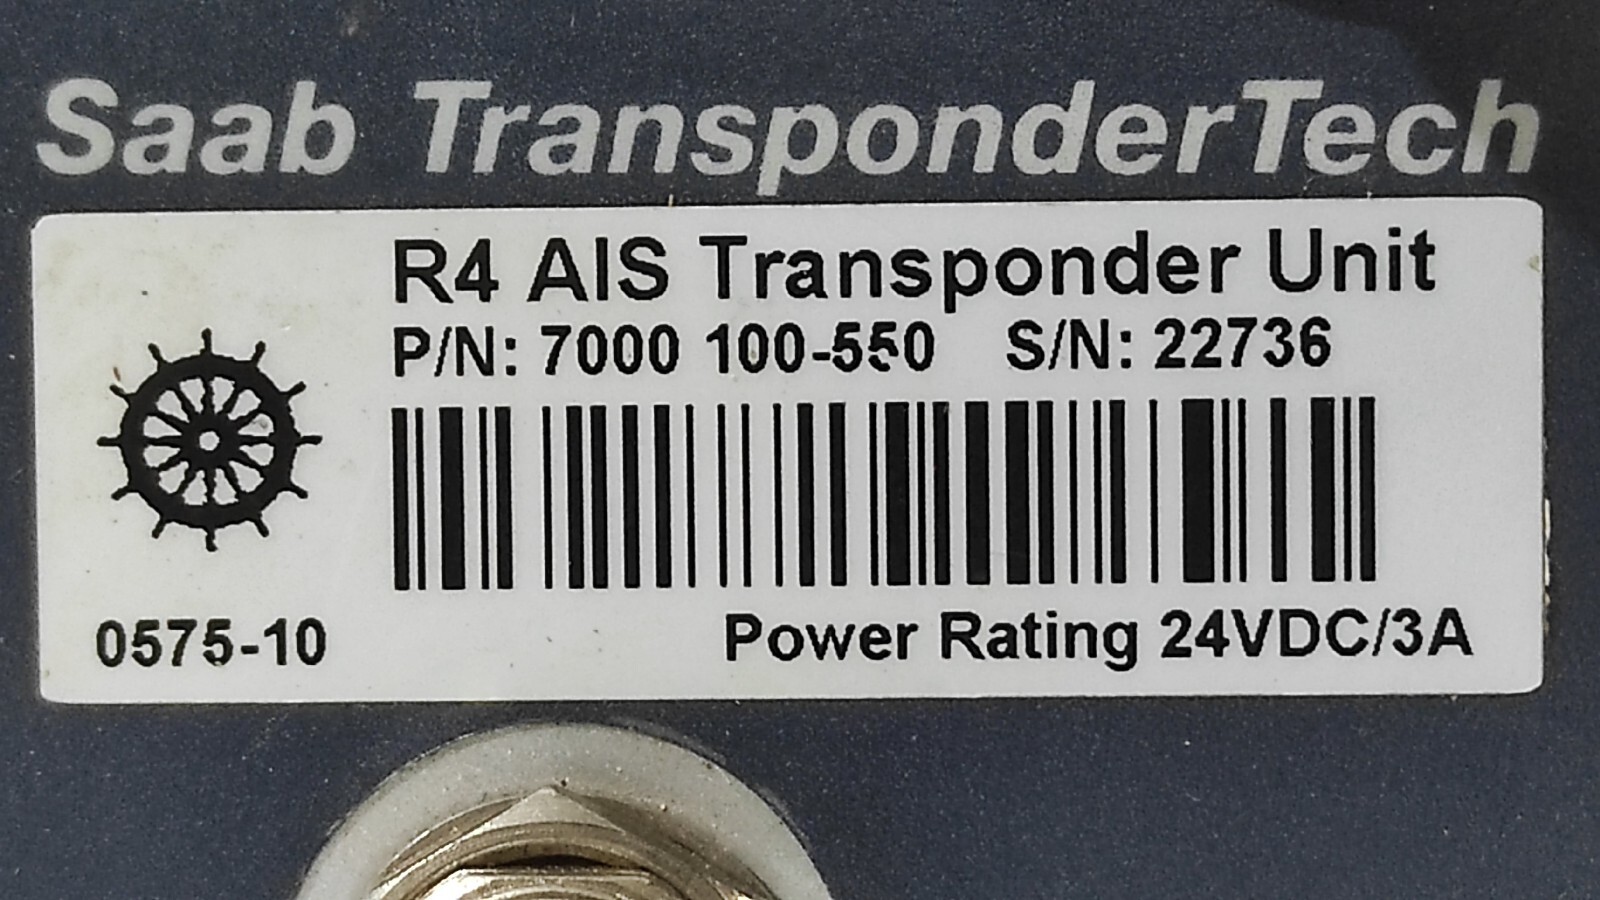 Saab TransponderTech
R4 AIS Transponder Unit
P/N: 7000 100-550 S/N: 22736
0575-10
Power Rating 24VDC/3A